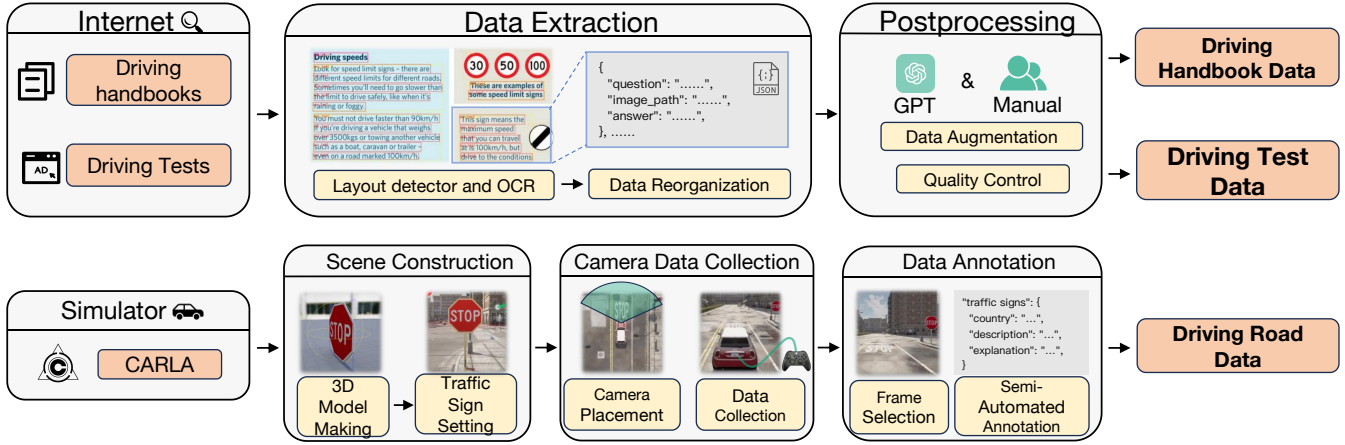 Internet
Driving
handbooks
AD
Driving Tests
Data Extraction
Driving speeds
Look for speed limit signs – there are
different speed limits for different roads.
Sometimes you'll need to go slower than
the limit to drive safely, like when it's
raining or foggy.
You must not drive faster than 90km/h
if you're driving a vehicle that weighs
over 3500kgs or towing another vehicle
such as a boat, caravan or trailer –
even on a road marked 100km/h.
30 50 100
These are examples of
some speed limit signs
This sign means the
maximum speed
that you can travel
at is 100km/h, but
drive to the conditions.
{
"question": "......",
"image_path": "......",
"answer": "......",
}, ......
{:}
JSON
Layout detector and OCR
Data Reorganization
Postprocessing
GPT & Manual
Data Augmentation
Quality Control
Driving
Handbook Data
Driving Test
Data
Simulator
C
CARLA
Scene Construction
STOP
STOP
3D
Model
Making
Traffic
Sign
Setting
Camera Data Collection
STOP
Camera
Placement
Data
Collection
Data Annotation
STOP
"traffic signs": {
"country": "...",
"description": "...",
"explanation": "...",
}
Frame
Selection
Semi-
Automated
Annotation
Driving Road
Data